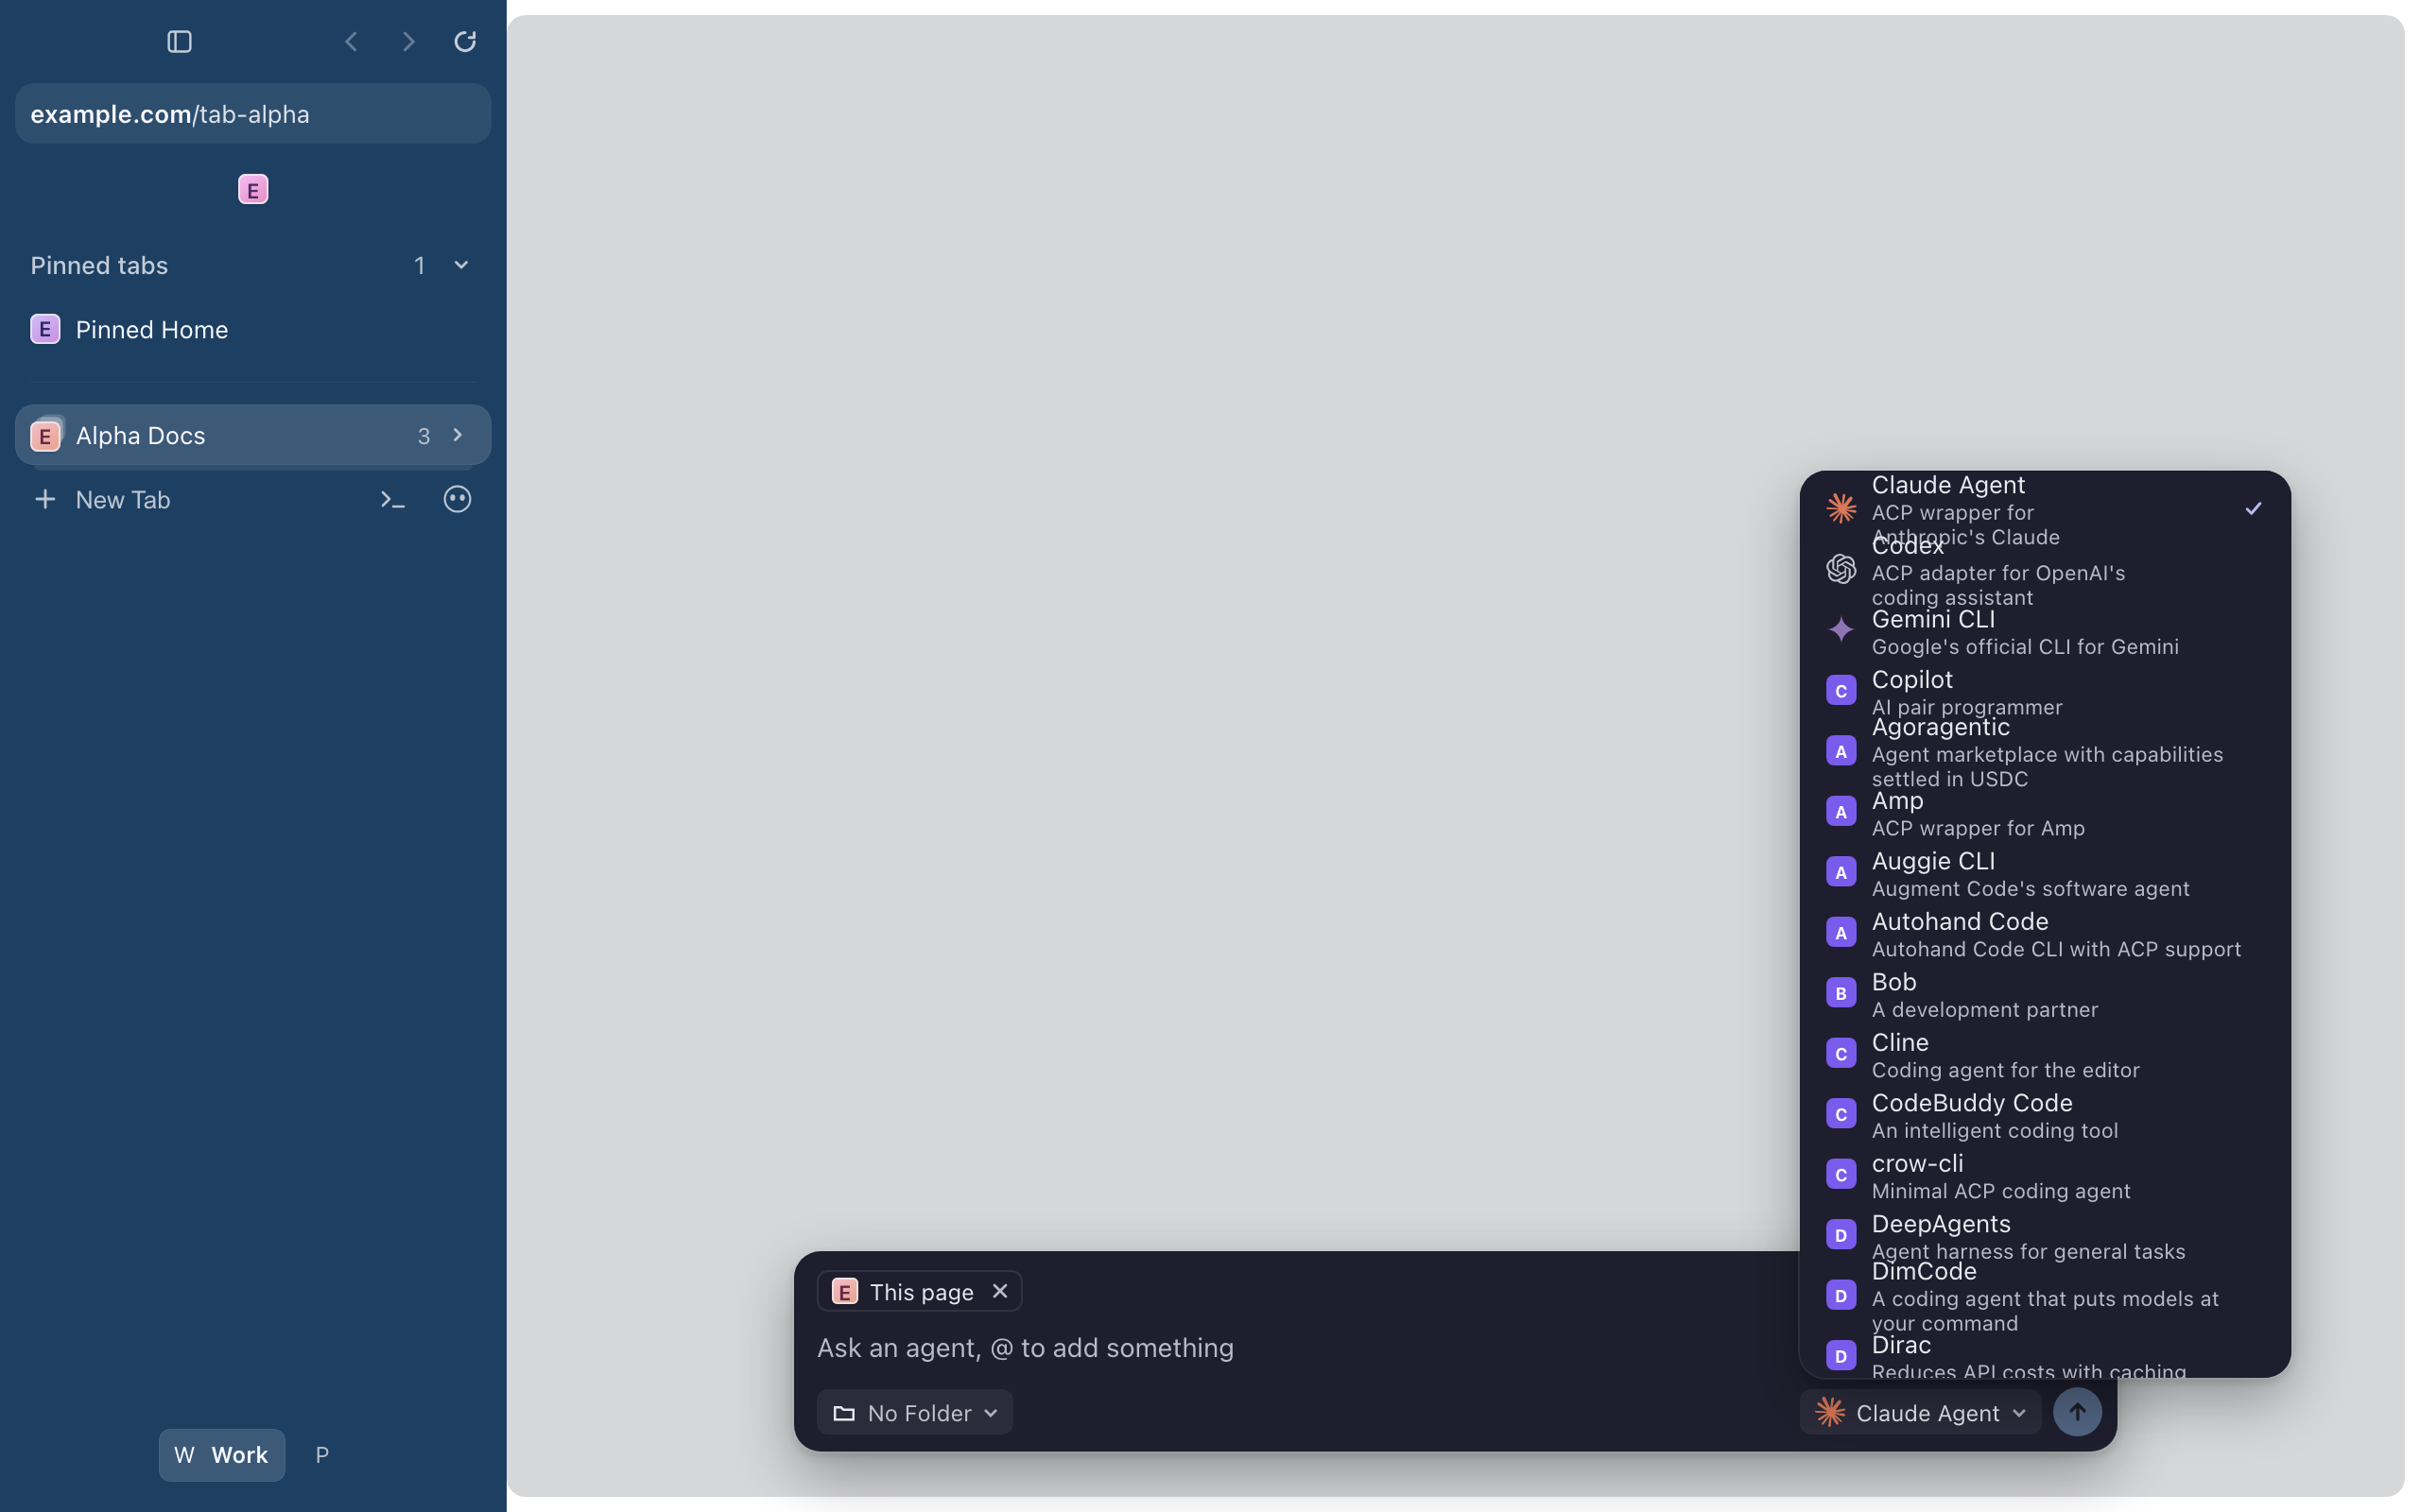 example.com/tab-alpha
E
Pinned tabs 1
E Pinned Home
E Alpha Docs 3
New Tab
W Work P
Claude Agent
ACP wrapper for
Anthropic's Claude
Codex
ACP adapter for OpenAI's
coding assistant
Gemini CLI
Google's official CLI for Gemini
C Copilot
AI pair programmer
A Agoragentic
Agent marketplace with capabilities
settled in USDC
A Amp
ACP wrapper for Amp
A Auggie CLI
Augment Code's software agent
A Autohand Code
Autohand Code CLI with ACP support
B Bob
A development partner
C Cline
Coding agent for the editor
C CodeBuddy Code
An intelligent coding tool
C crow-cli
Minimal ACP coding agent
D DeepAgents
Agent harness for general tasks
D DimCode
A coding agent that puts models at
your command
D Dirac
Reduces API costs with caching
E This page
Ask an agent, @ to add something
No Folder
Claude Agent